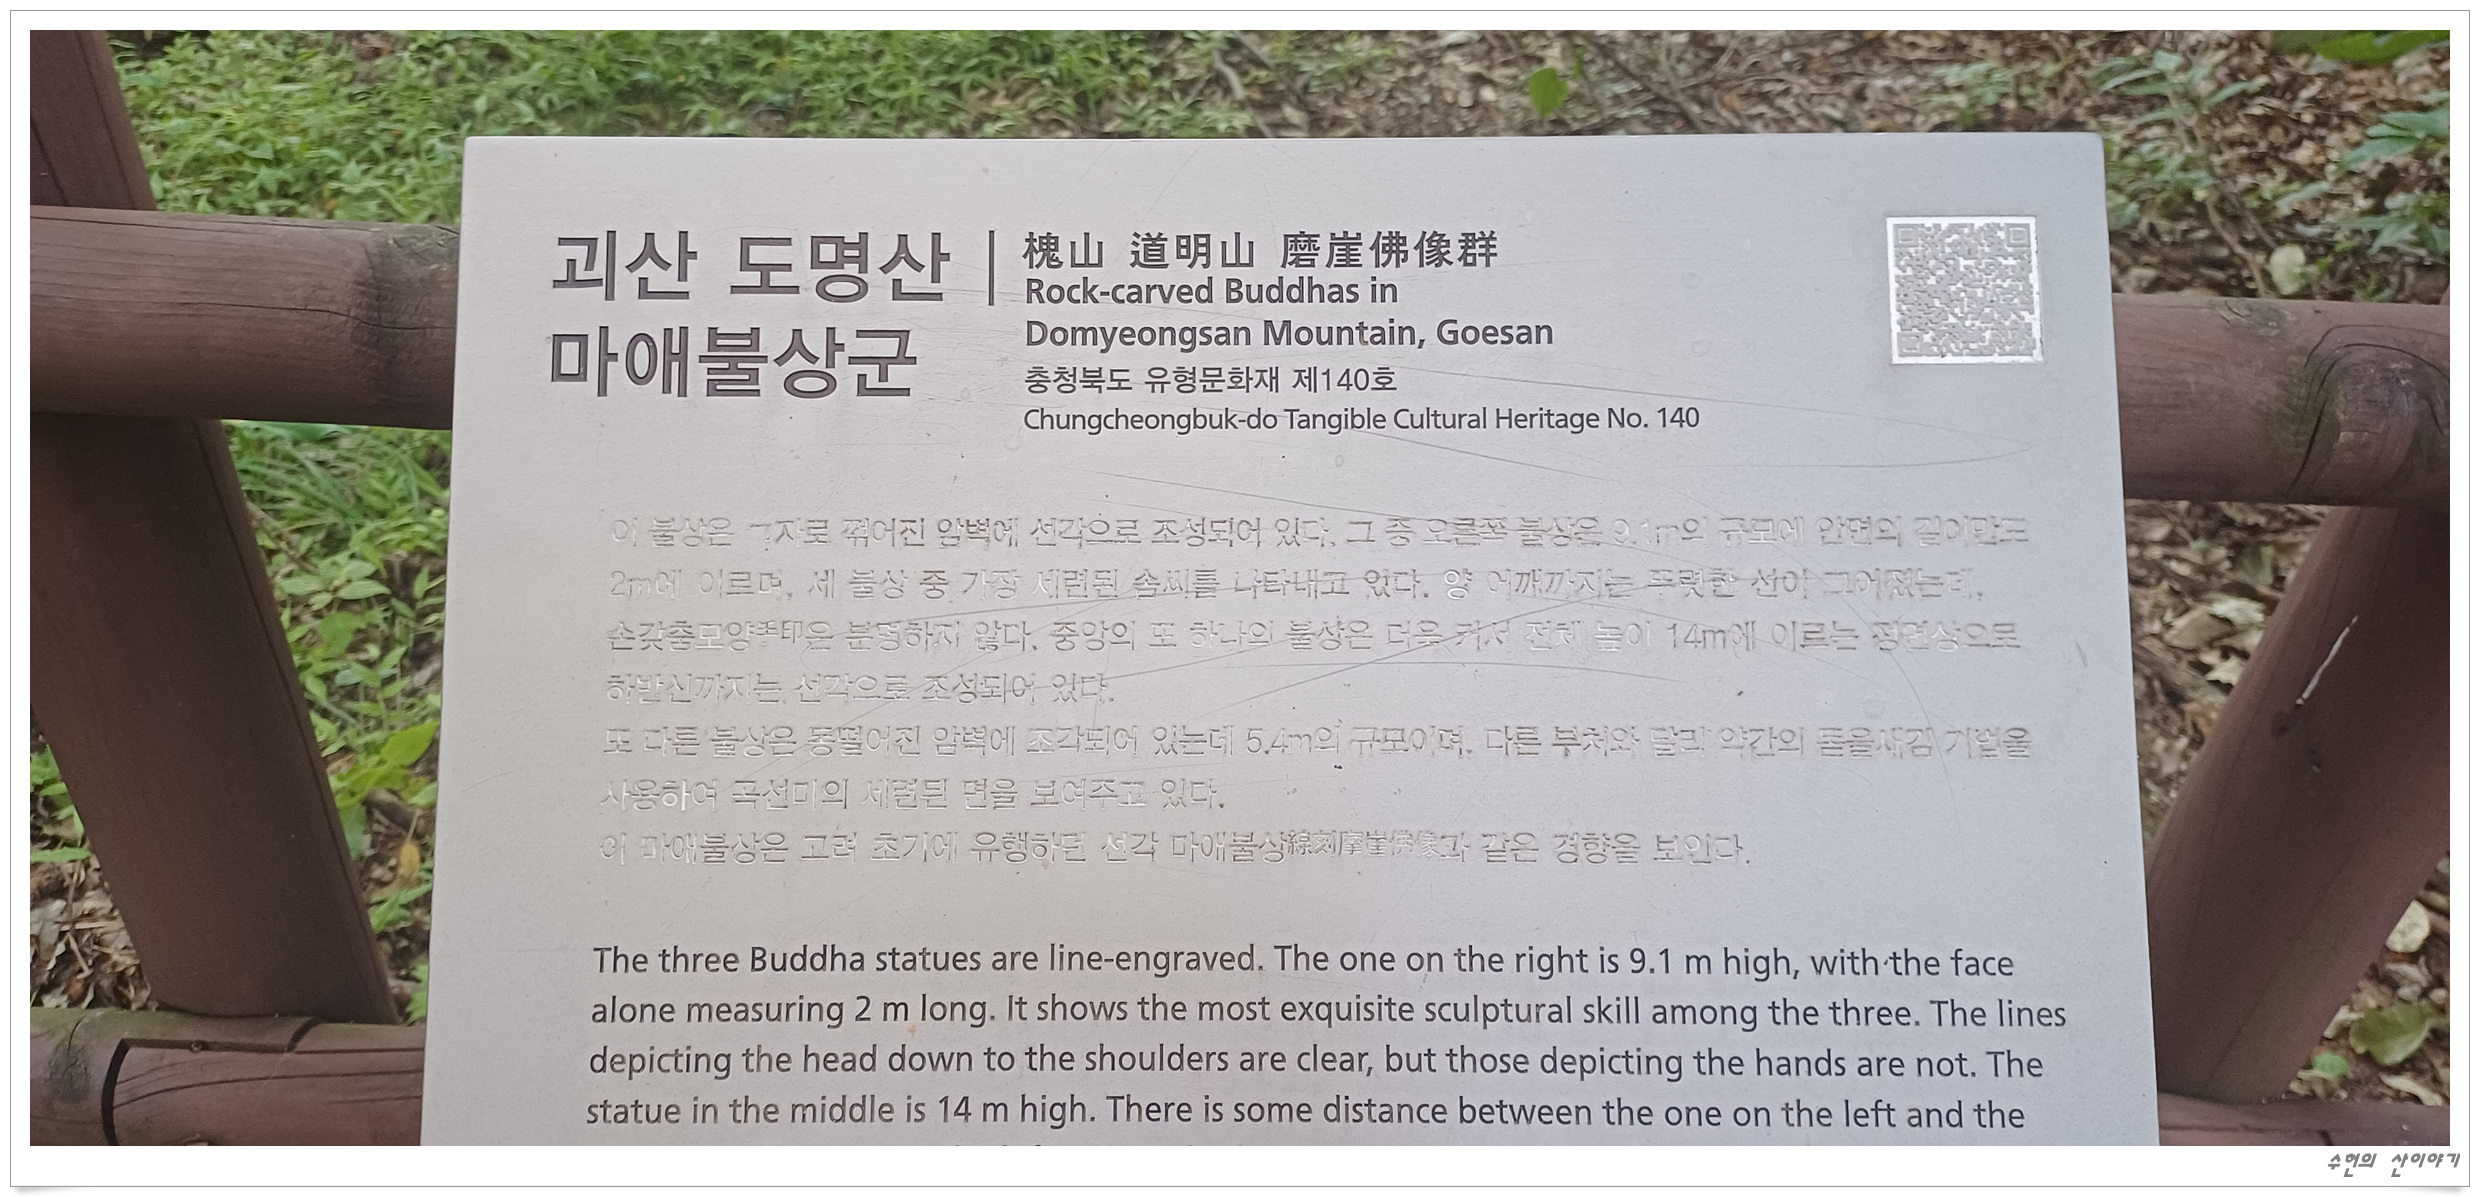 괴산 도명산
마애불상군
槐山 道明山 磨崖佛像群
Rock-carved Buddhas in
Domyeongsan Mountain, Goesan
충청북도 유형문화재 제140호
Chungcheongbuk-do Tangible Cultural Heritage No. 140
이 불상은 ㄱ자로 꺾어진 암벽에 선각으로 조성되어 있다. 그 중 오른쪽 불상은 9.1m의 규모에 안면의 길이만도
2m에 이르며, 세 불상 중 가장 세련된 솜씨를 나타내고 있다. 양 어깨까지는 뚜렷한 선이 그어졌는데,
손갖춤모양手印은 분명하지 않다. 중앙의 또 하나의 불상은 더욱 커서 전체 높이 14m에 이르는 정면상으로
하반신까지는 선각으로 조성되어 있다.
또 다른 불상은 동떨어진 암벽에 조각되어 있는데 5.4m의 규모이며, 다른 부처와 달리 약간의 돋을새김 기법을
사용하여 곡선미의 세련된 면을 보여주고 있다.
이 마애불상은 고려 초기에 유행하던 선각 마애불상線刻摩崖佛像과 같은 경향을 보인다.
The three Buddha statues are line-engraved. The one on the right is 9.1 m high, with the face
alone measuring 2 m long. It shows the most exquisite sculptural skill among the three. The lines
depicting the head down to the shoulders are clear, but those depicting the hands are not. The
statue in the middle is 14 m high. There is some distance between the one on the left and the
수헌의 산이야기